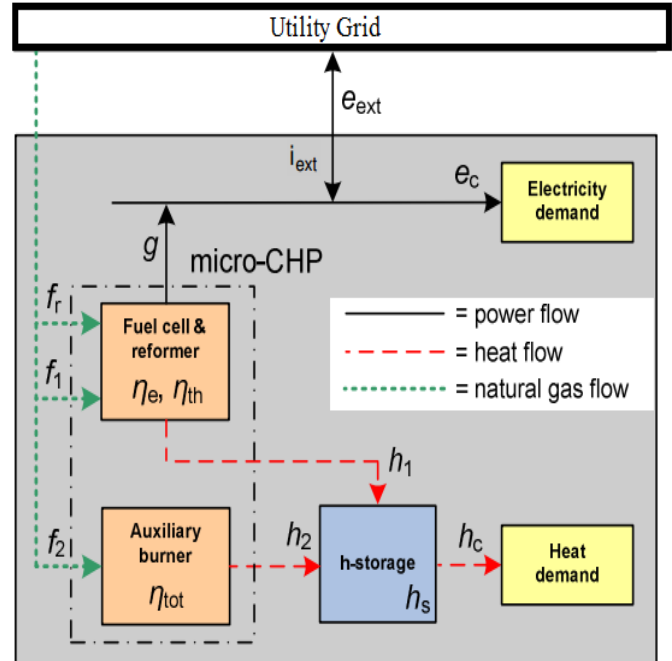 Utility Grid
e_ext
i_ext
e_c
Electricity
demand
g
micro-CHP
f_r
Fuel cell &
reformer
f_1
η_e, η_th
= power flow
= heat flow
= natural gas flow
h_1
f_2
Auxiliary
burner
η_tot
h_2
h-storage
h_s
h_c
Heat
demand